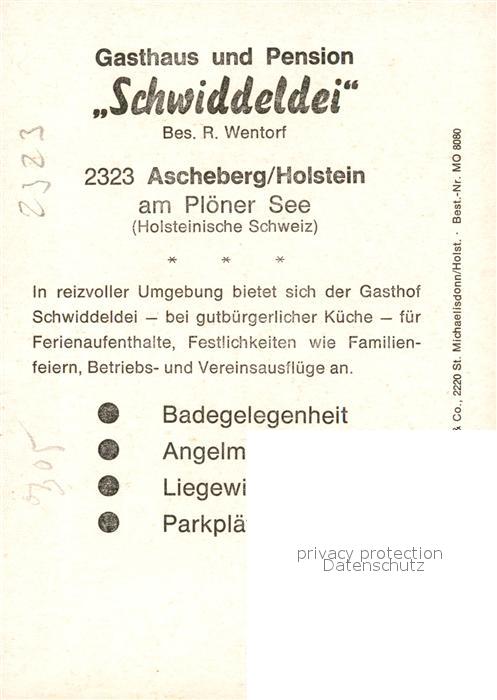 Gasthaus und Pension
„Schwiddeldei“
Bes. R. Wentorf
2323 Ascheberg/Holstein
am Plöner See
(Holsteinische Schweiz)
* * *
In reizvoller Umgebung bietet sich der Gasthof
Schwiddeldei – bei gutbürgerlicher Küche – für
Ferienaufenthalte, Festlichkeiten wie Familien-
feiern, Betriebs- und Vereinsausflüge an.
● Badegelegenheit
● Angelm
● Liegewi
● Parkplä
& Co., 2220 St. Michaelisdonn/Holst. · Best.-Nr. MO 8080
2323
privacy protection
Datenschutz